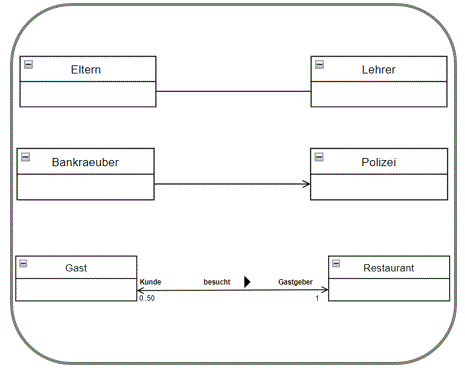 Eltern Lehrer
Bankraeuber Polizei
Gast Restaurant
Kunde besucht Gastgeber
0..50 1